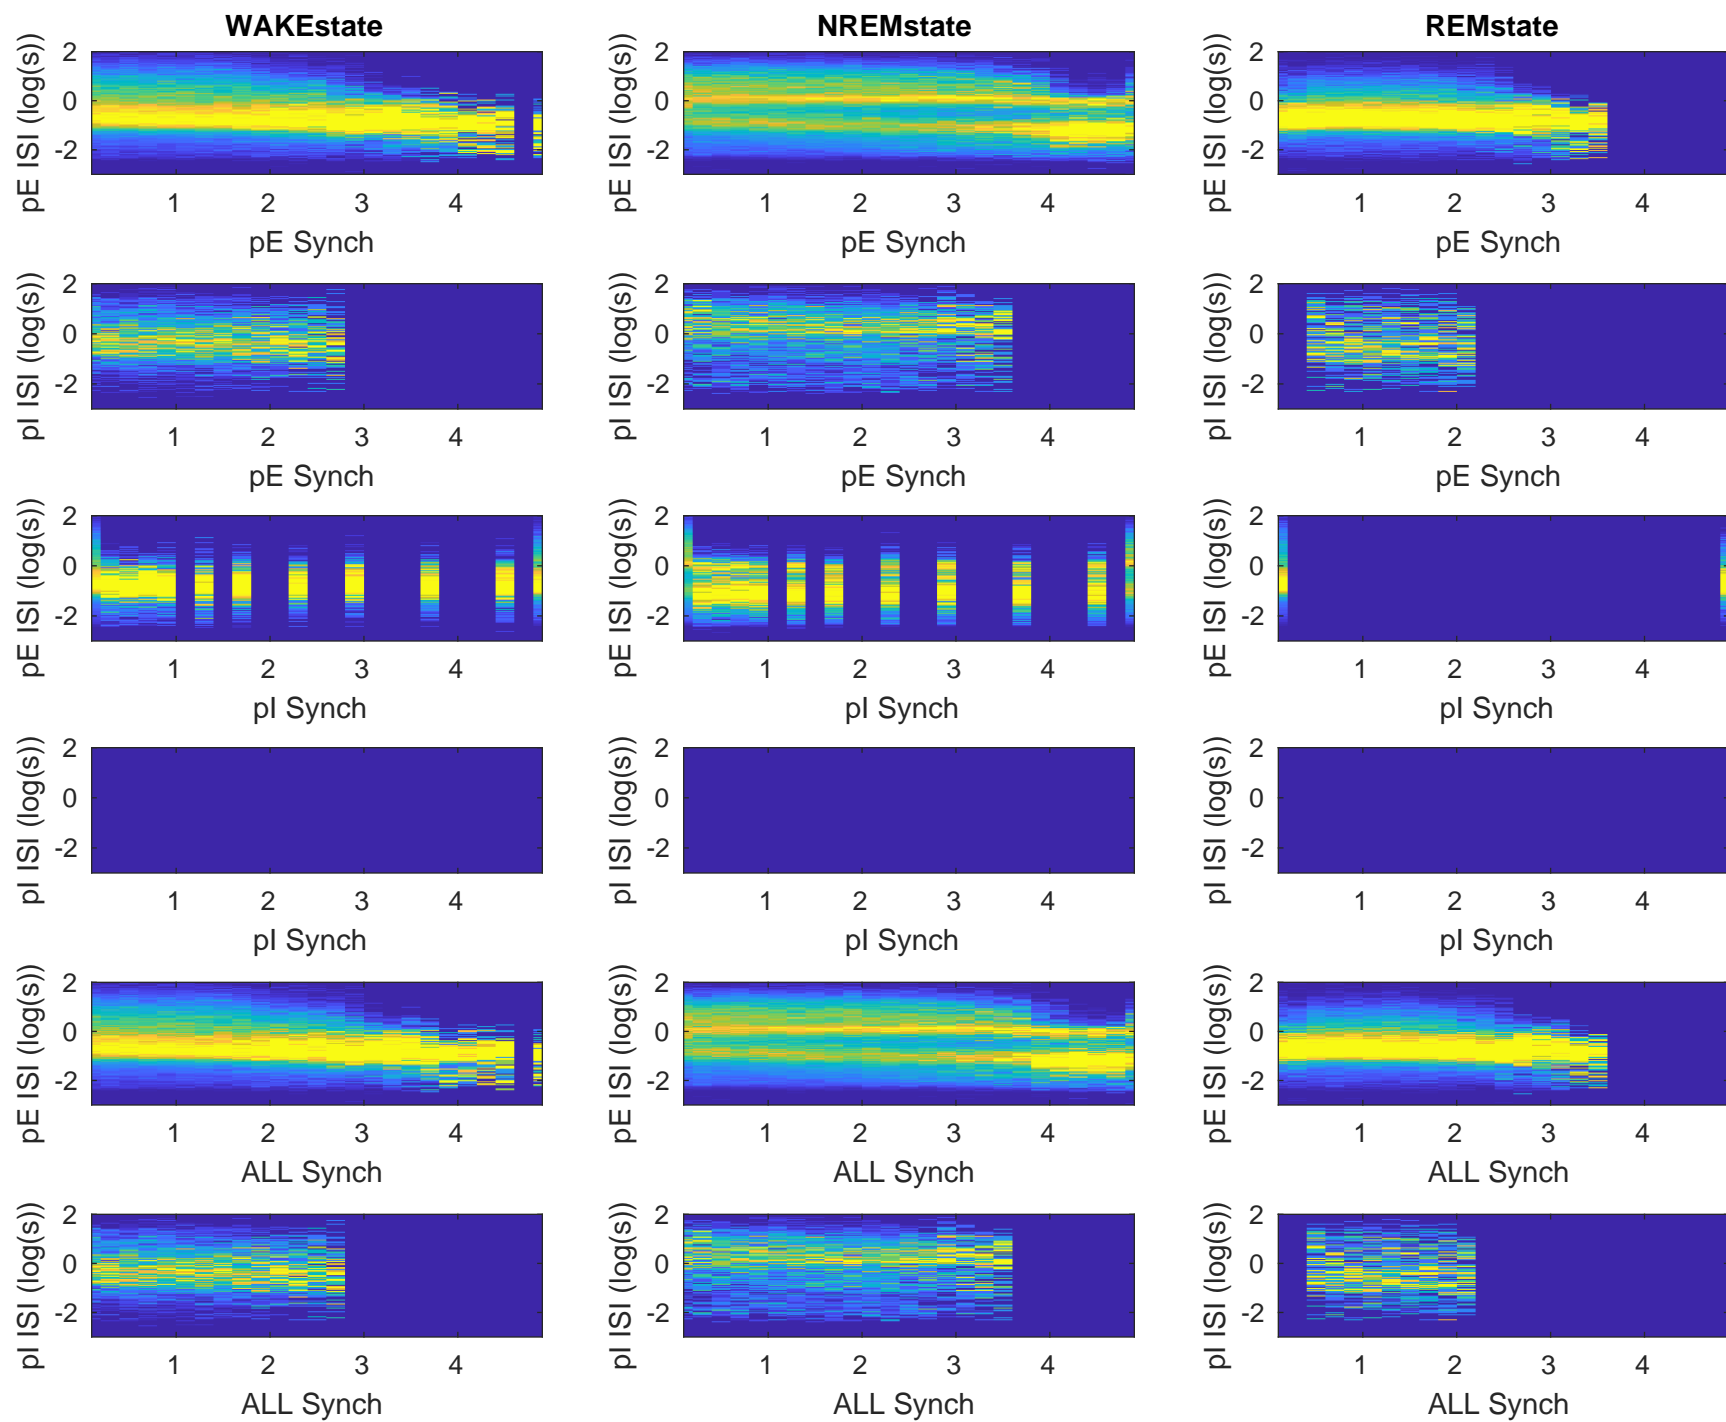 WAKEstate NREMstate REMstate
pE ISI (log(s)) 2 0 -2 pE ISI (log(s)) 2 0 -2 pE ISI (log(s)) 2 0 -2
1 2 3 4 1 2 3 4 1 2 3 4
pE Synch pE Synch pE Synch
pI ISI (log(s)) 2 0 -2 pI ISI (log(s)) 2 0 -2 pI ISI (log(s)) 2 0 -2
1 2 3 4 1 2 3 4 1 2 3 4
pE Synch pE Synch pE Synch
pE ISI (log(s)) 2 0 -2 pE ISI (log(s)) 2 0 -2 pE ISI (log(s)) 2 0 -2
1 2 3 4 1 2 3 4 1 2 3 4
pI Synch pI Synch pI Synch
pI ISI (log(s)) 2 0 -2 pI ISI (log(s)) 2 0 -2 pI ISI (log(s)) 2 0 -2
1 2 3 4 1 2 3 4 1 2 3 4
pI Synch pI Synch pI Synch
pE ISI (log(s)) 2 0 -2 pE ISI (log(s)) 2 0 -2 pE ISI (log(s)) 2 0 -2
1 2 3 4 1 2 3 4 1 2 3 4
ALL Synch ALL Synch ALL Synch
pI ISI (log(s)) 2 0 -2 pI ISI (log(s)) 2 0 -2 pI ISI (log(s)) 2 0 -2
1 2 3 4 1 2 3 4 1 2 3 4
ALL Synch ALL Synch ALL Synch